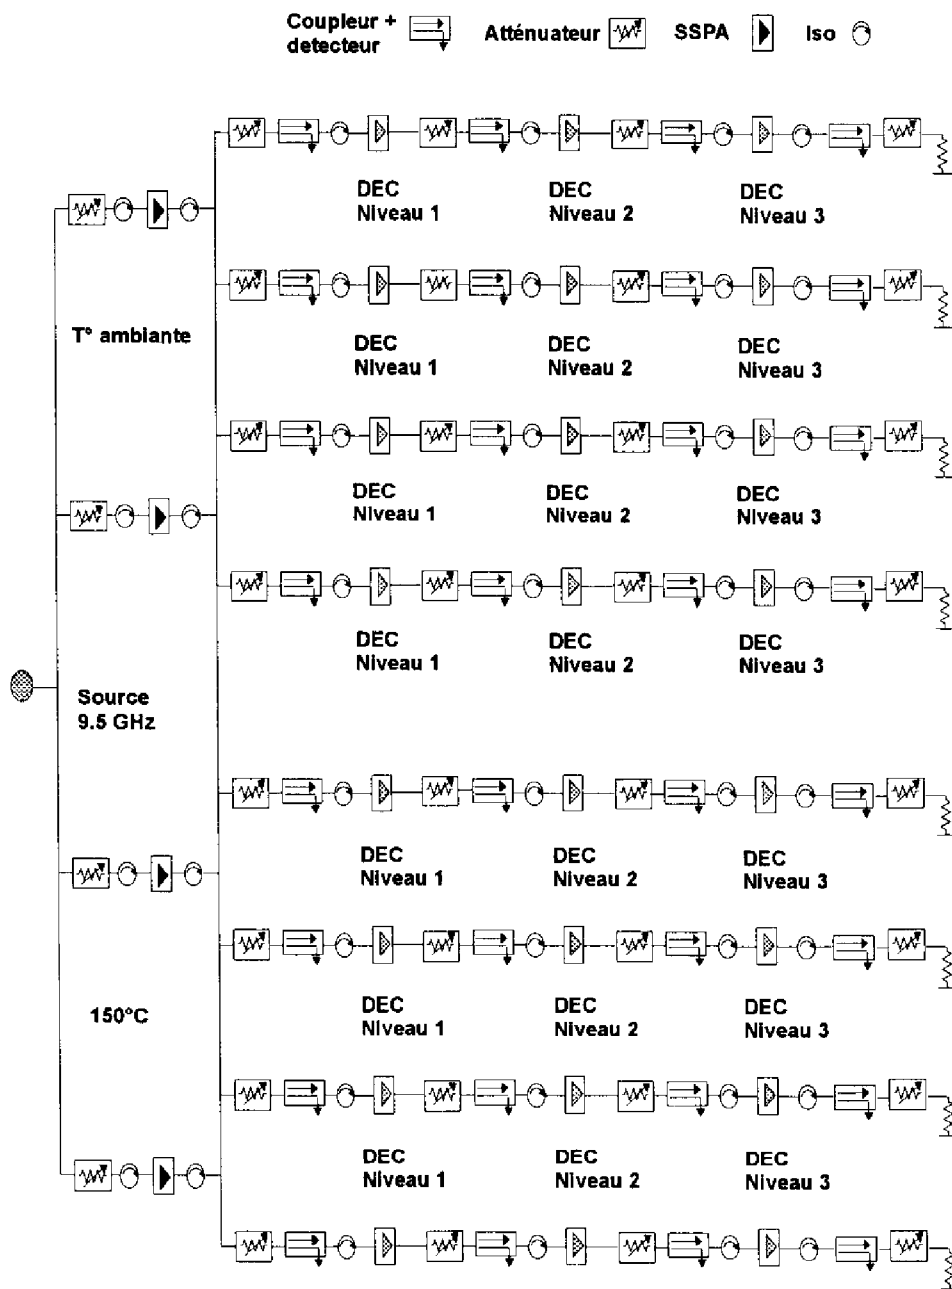 Coupleur +
detecteur
Atténuateur
SSPA
Iso
DEC
Niveau 1
DEC
Niveau 2
DEC
Niveau 3
T° ambiante
DEC
Niveau 1
DEC
Niveau 2
DEC
Niveau 3
DEC
Niveau 1
DEC
Niveau 2
DEC
Niveau 3
DEC
Niveau 1
DEC
Niveau 2
DEC
Niveau 3
Source
9.5 GHz
DEC
Niveau 1
DEC
Niveau 2
DEC
Niveau 3
150°C
DEC
Niveau 1
DEC
Niveau 2
DEC
Niveau 3
DEC
Niveau 1
DEC
Niveau 2
DEC
Niveau 3